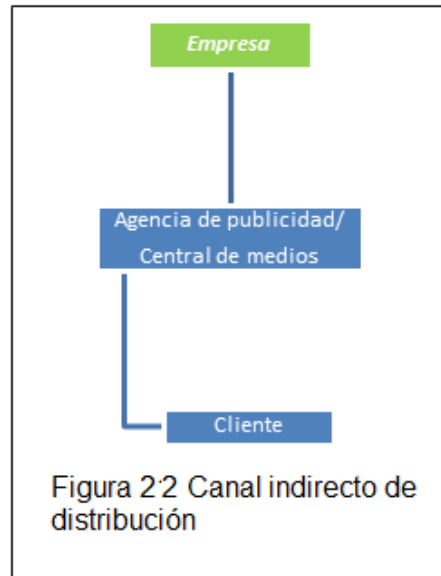 Empresa
Agencia de publicidad/
Central de medios
Cliente
Figura 2.2 Canal indirecto de
distribución